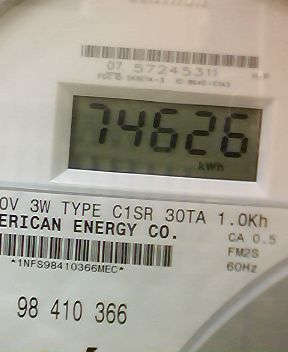 07 57245311
74626
kWh
0V 3W TYPE C1SR 30TA 1.0Kh
ERICAN ENERGY CO.
CA 0.5
FM2S
*1NFS98410366MEC*
60Hz
98 410 366